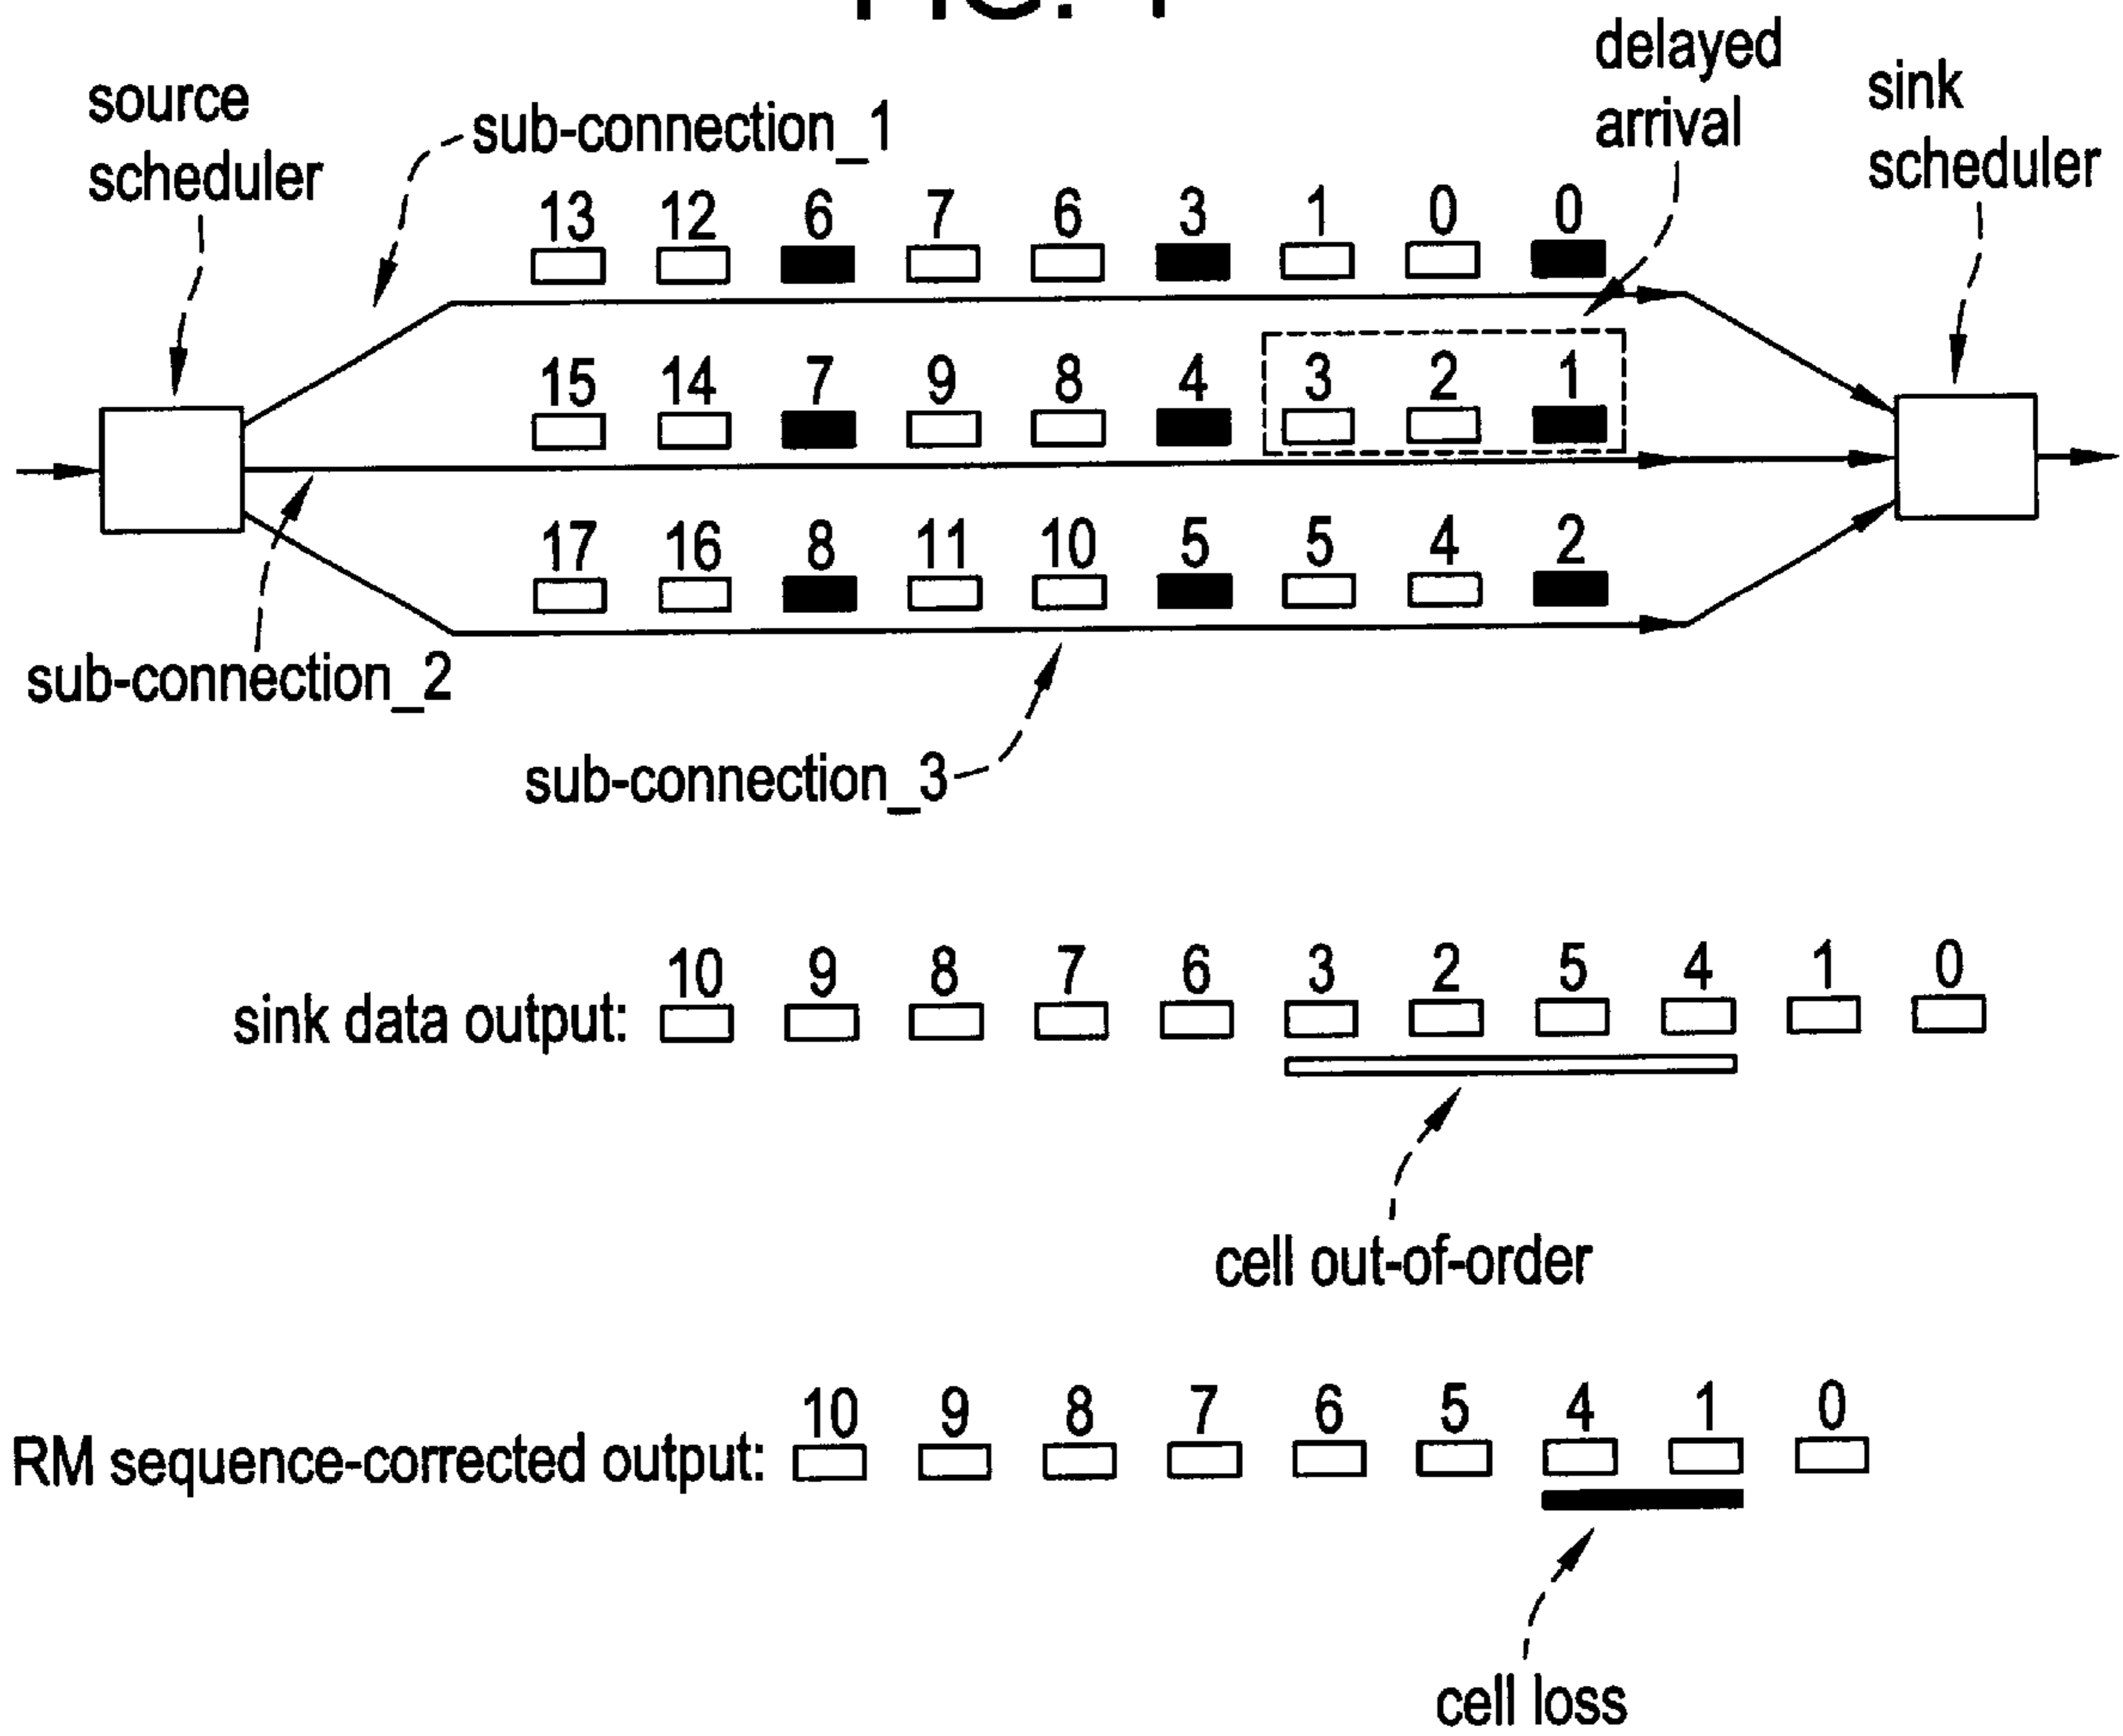 source
scheduler
sub-connection_1
delayed
arrival
sink
scheduler
13 12 6 7 6 3 1 0 0
15 14 7 9 8 4 3 2 1
17 16 8 11 10 5 5 4 2
sub-connection_2
sub-connection_3
sink data output: 10 9 8 7 6 3 2 5 4 1 0
cell out-of-order
RM sequence-corrected output: 10 9 8 7 6 5 4 1 0
cell loss